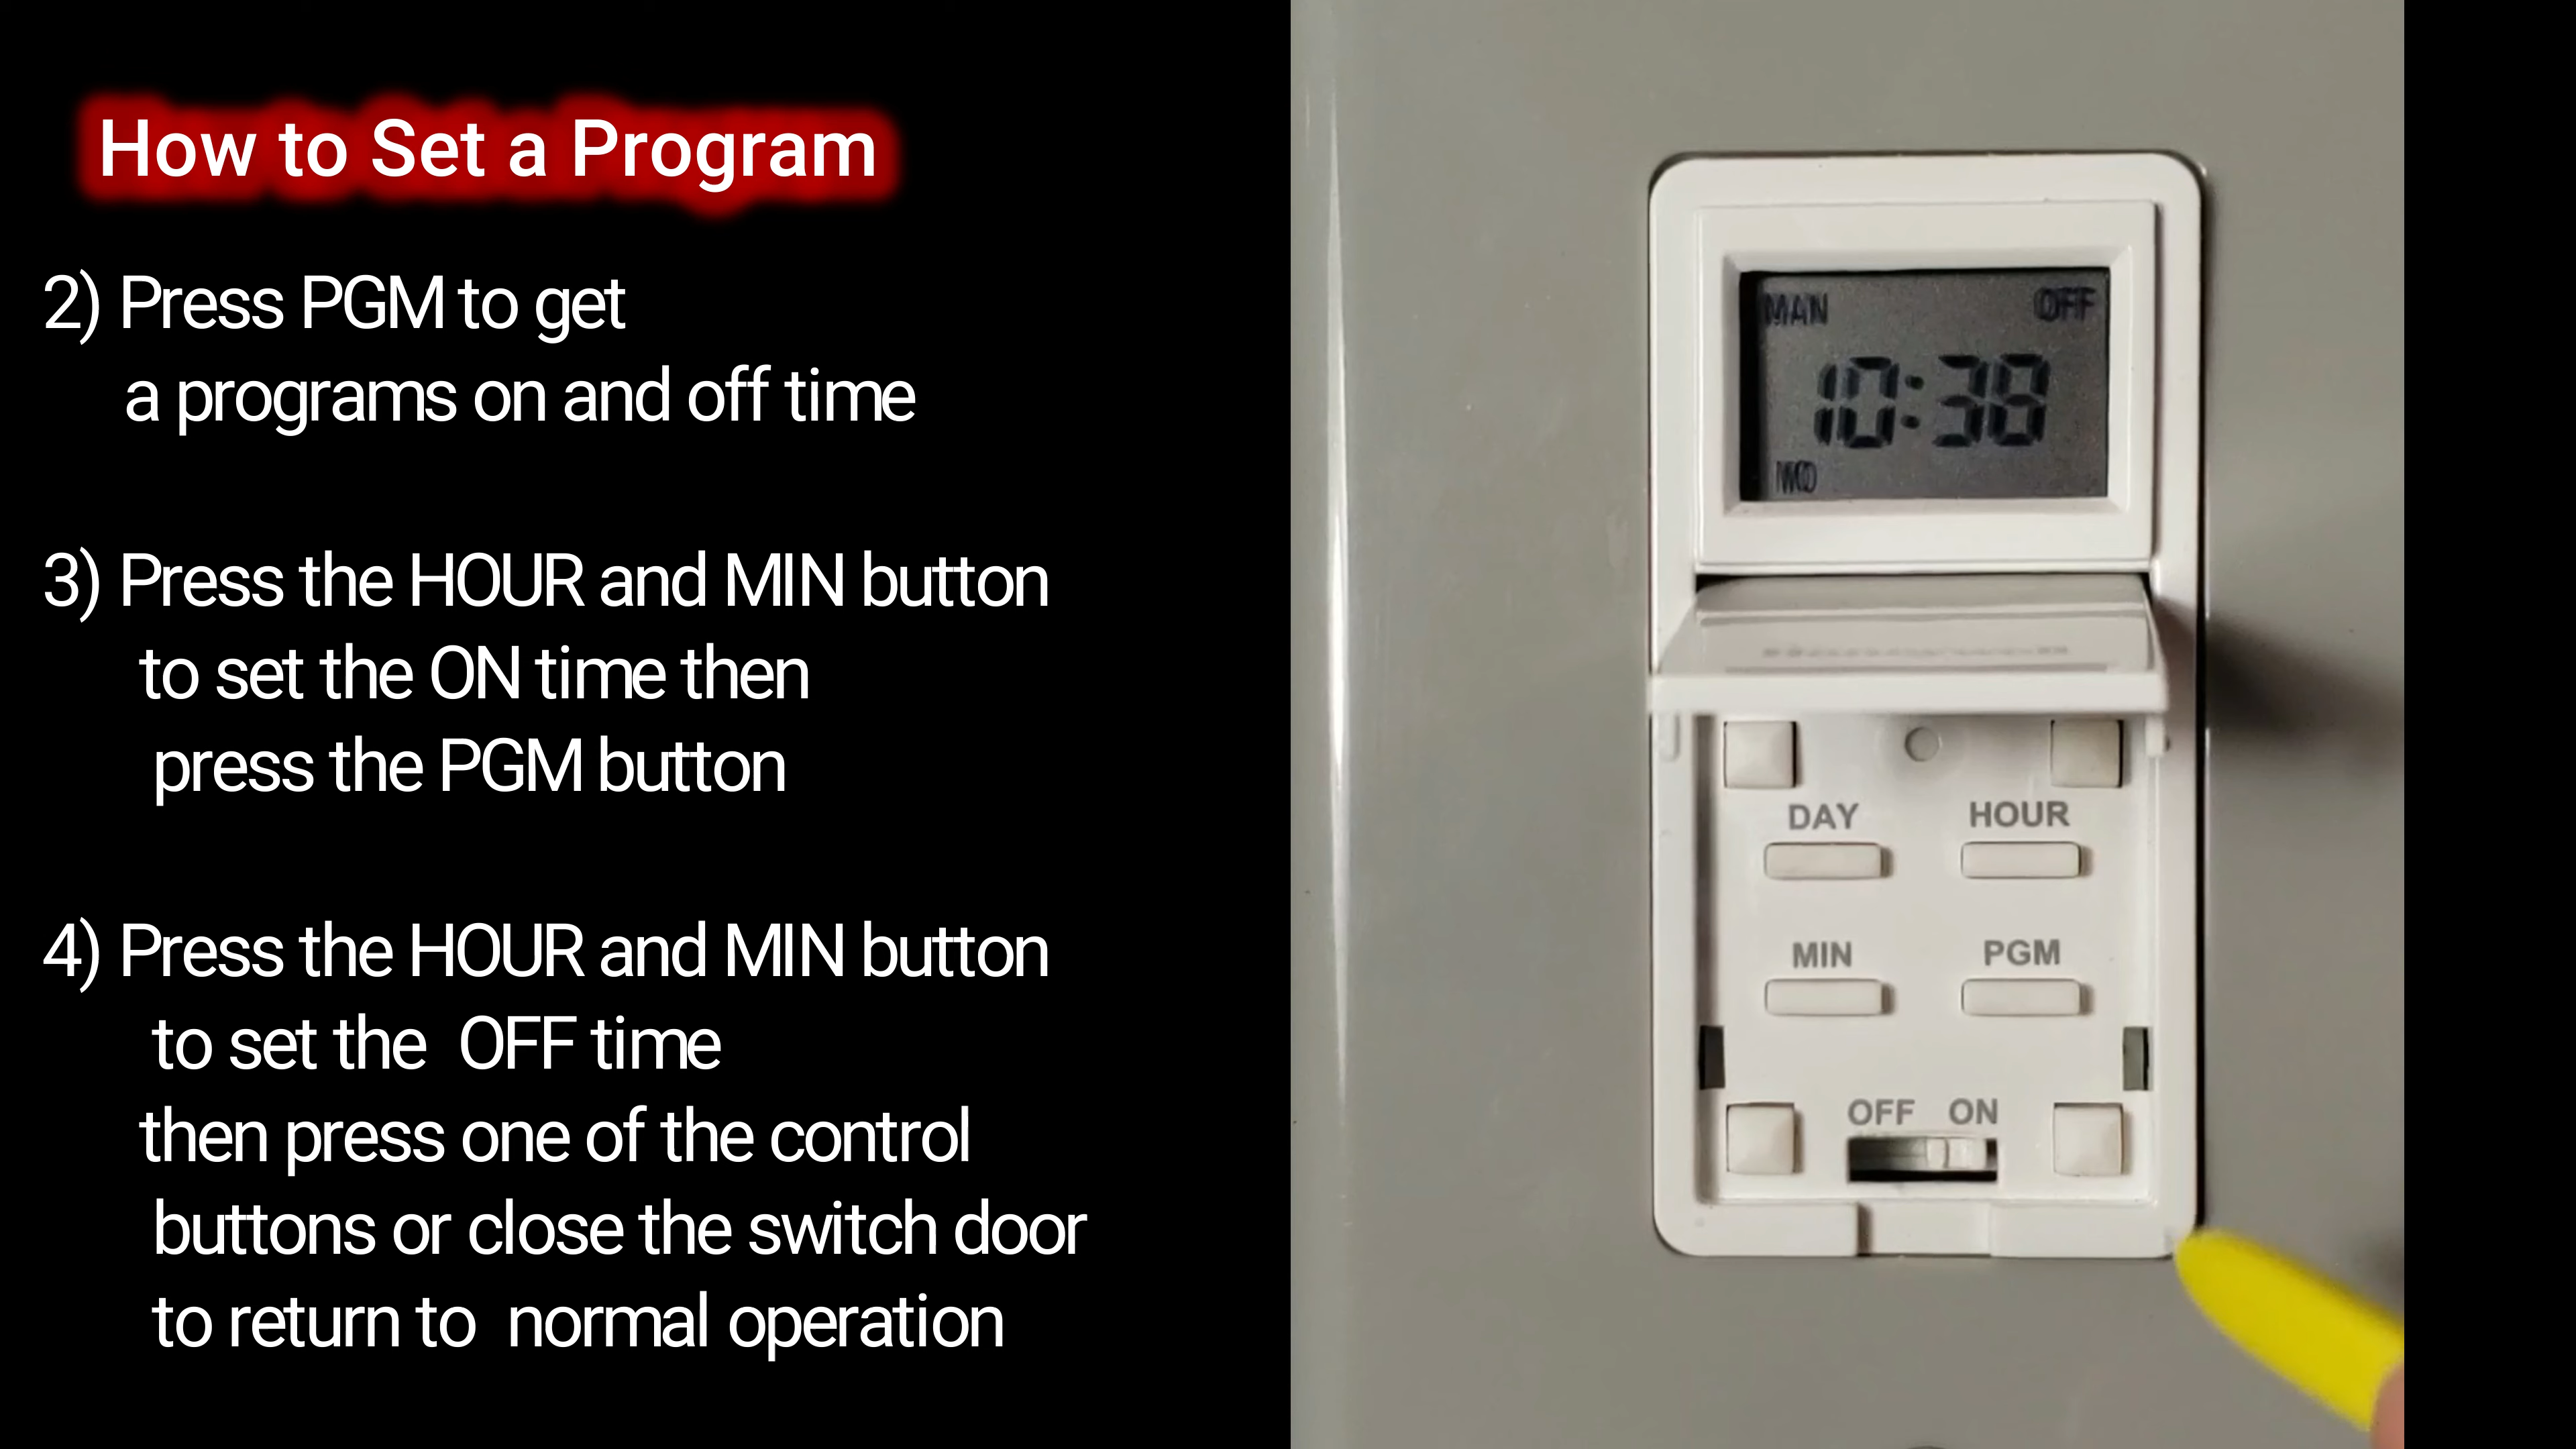 How to Set a Program
2) Press PGM to get
a programs on and off time
3) Press the HOUR and MIN button
to set the ON time then
press the PGM button
4) Press the HOUR and MIN button
to set the OFF time
then press one of the control
buttons or close the switch door
to return to normal operation
MAN OFF
10:38
MO
DAY HOUR
MIN PGM
OFF ON